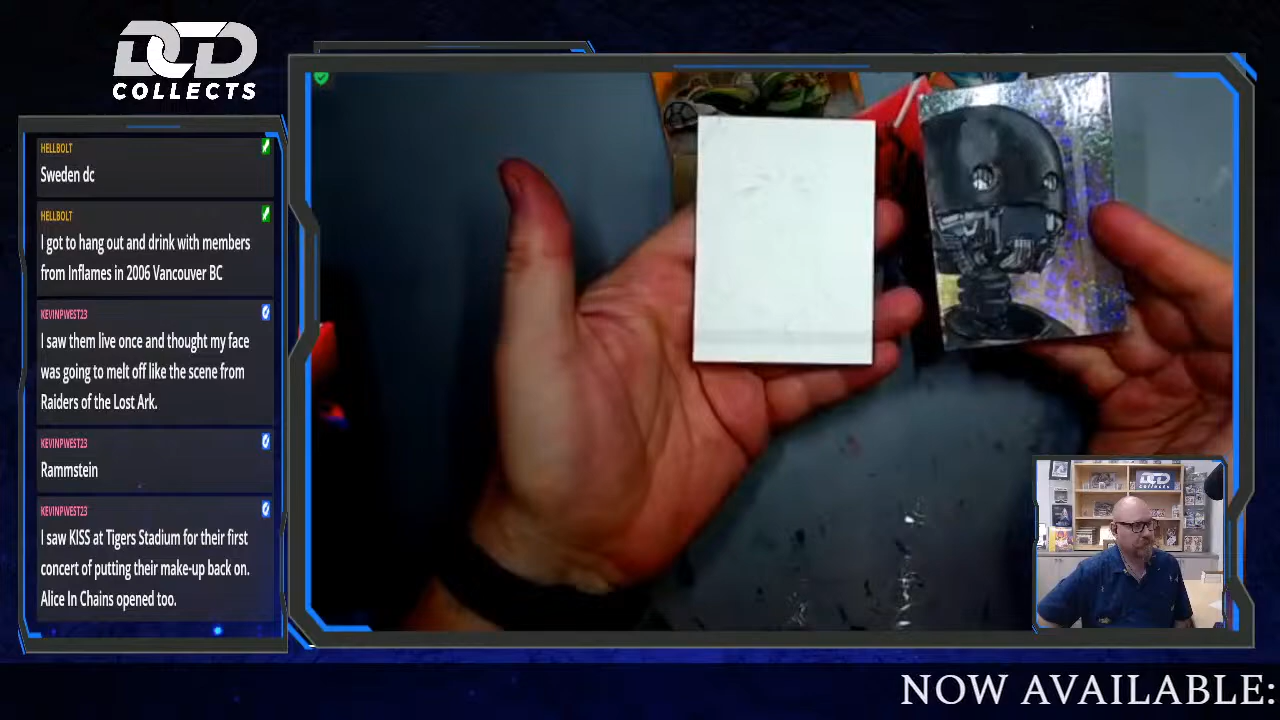 DCD
COLLECTS
HELLBOLT
Sweden dc
HELLBOLT
I got to hang out and drink with members
from Inflames in 2006 Vancouver BC
KEVINPWEST23
I saw them live once and thought my face
was going to melt off like the scene from
Raiders of the Lost Ark.
KEVINPWEST23
Rammstein
KEVINPWEST23
I saw KISS at Tigers Stadium for their first
concert of putting their make-up back on.
Alice In Chains opened too.
DCD
COLLECTS
NOW AVAILABLE: